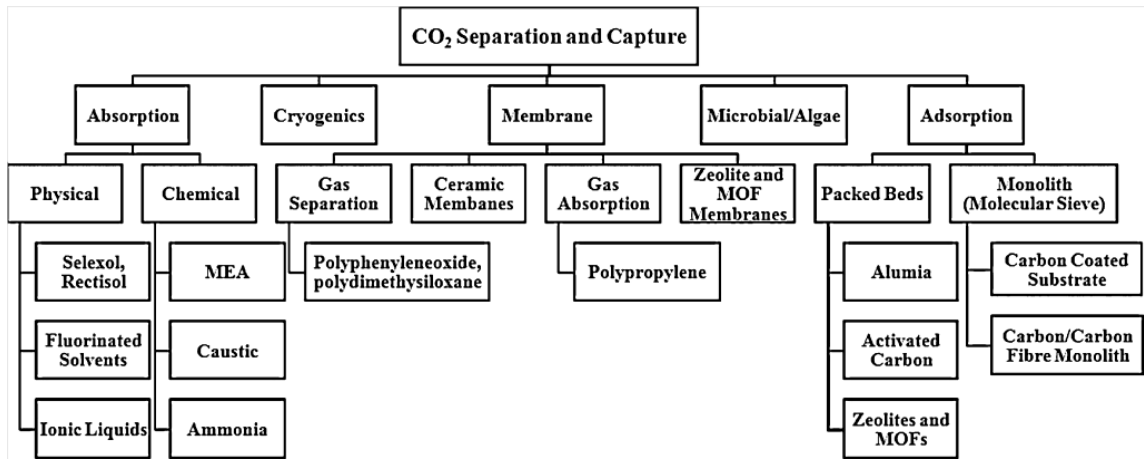 CO₂ Separation and Capture
Absorption
Cryogenics
Membrane
Microbial/Algae
Adsorption
Physical
Chemical
Gas
Separation
Ceramic
Membanes
Gas
Absorption
Zeolite and
MOF
Membranes
Packed Beds
Monolith
(Molecular Sieve)
Selexol,
Rectisol
MEA
Polyphenyleneoxide,
polydimethysiloxane
Polypropylene
Alumia
Carbon Coated
Substrate
Fluorinated
Solvents
Caustic
Activated
Carbon
Carbon/Carbon
Fibre Monolith
Ionic Liquids
Ammonia
Zeolites and
MOFs